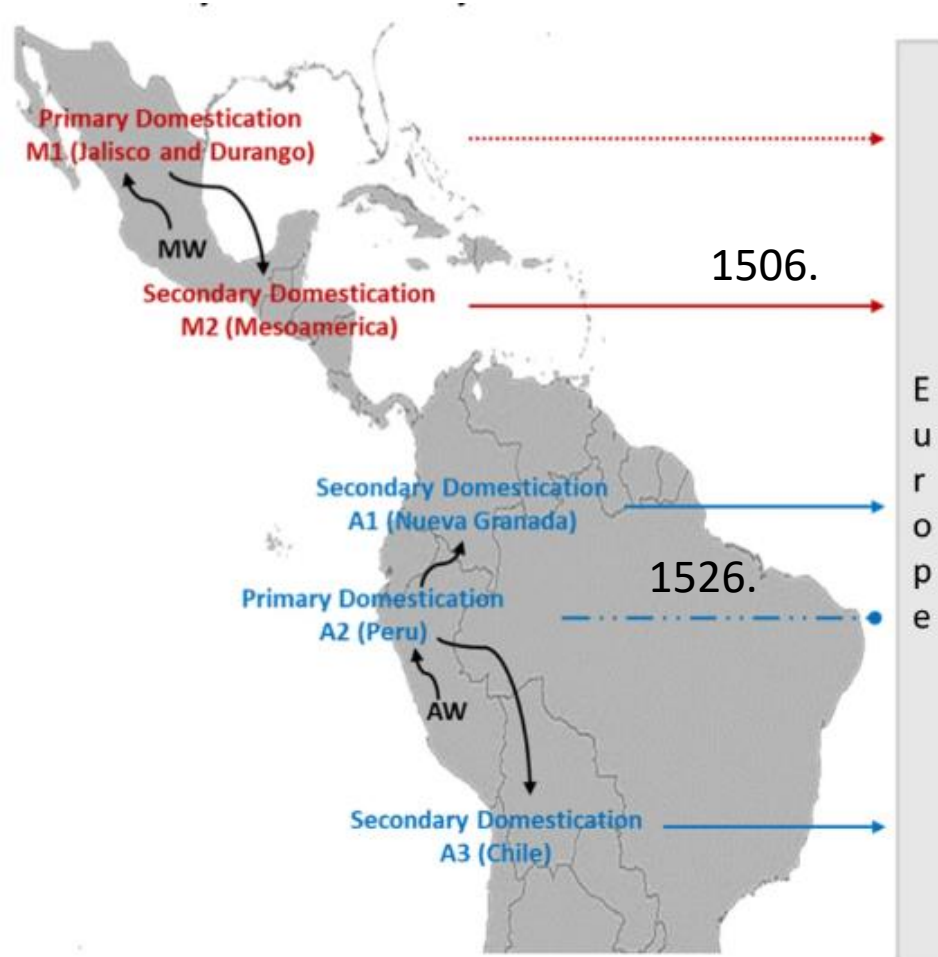 Primary Domestication
M1 (Jalisco and Durango)
MW
1506.
Secondary Domestication
M2 (Mesoamerica)
Secondary Domestication
A1 (Nueva Granada)
1526.
Primary Domestication
A2 (Peru)
AW
Secondary Domestication
A3 (Chile)
E
u
r
o
p
e